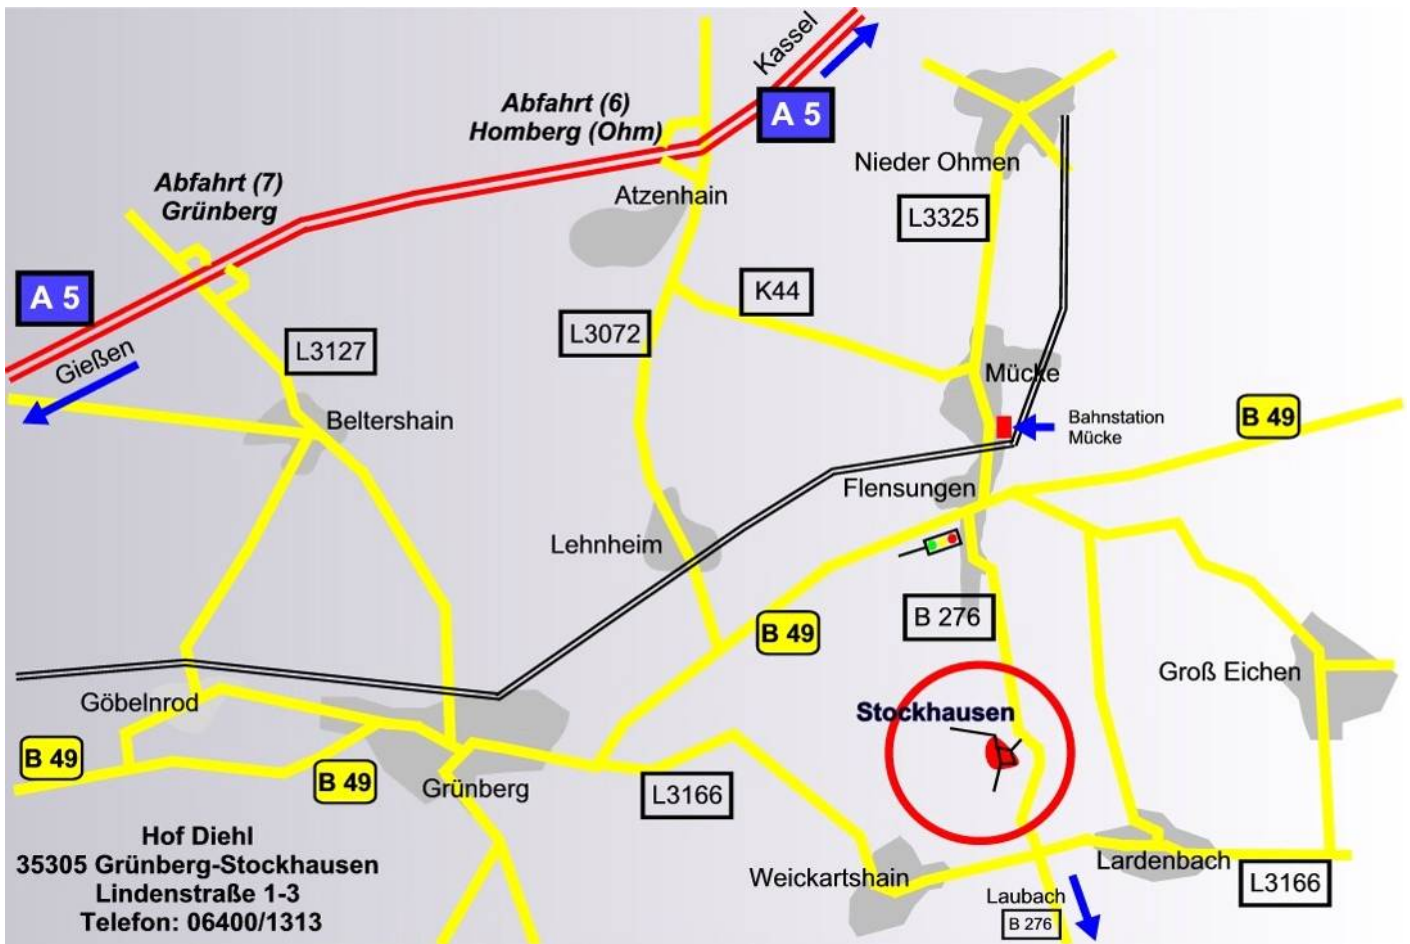 Kassel
A 5
Abfahrt (6)
Homberg (Ohm)
Nieder Ohmen
Abfahrt (7)
Grünberg
Atzenhain
L3325
A 5
K44
L3072
L3127
Gießen
Mücke
Beltershain
Bahnstation
Mücke
B 49
Flensungen
Lehnheim
B 276
B 49
Groß Eichen
Göbelnrod
Stockhausen
B 49
B 49
Grünberg
L3166
Hof Diehl
35305 Grünberg-Stockhausen
Lindenstraße 1-3
Telefon: 06400/1313
Weickartshain
Lardenbach
L3166
Laubach
B 276